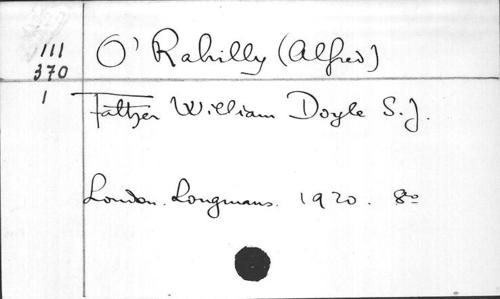 111 O' Rahilly (Alfred)
370
1 Father William Doyle S.J.
London. Longmans. 1920. 8o